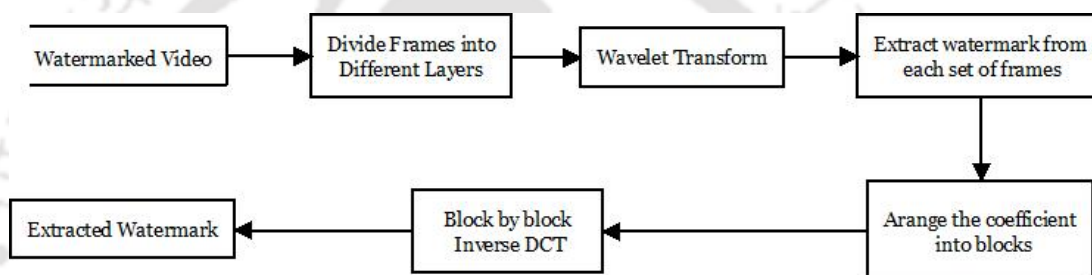 Watermarked Video
Divide Frames into
Different Layers
Wavelet Transform
Extract watermark from
each set of frames
Arange the coefficient
into blocks
Block by block
Inverse DCT
Extracted Watermark